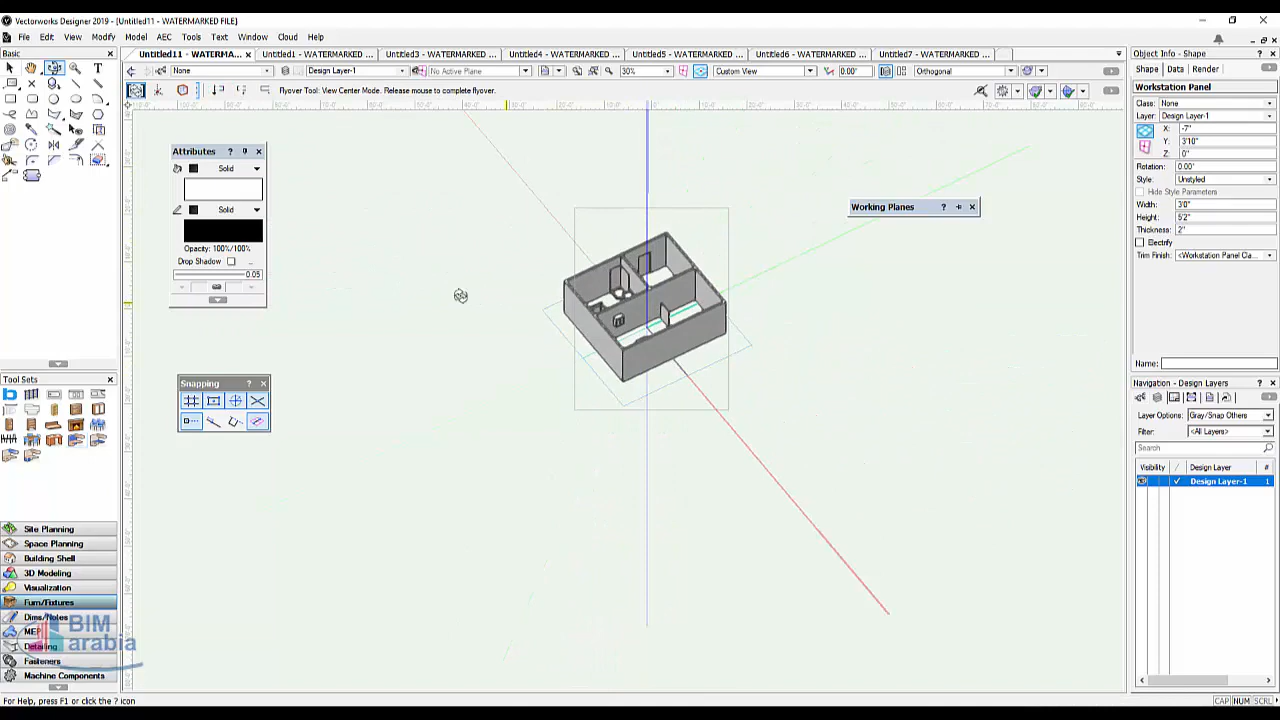 Vectorworks Designer 2019 - [Untitled11 - WATERMARKED FILE]
File Edit View Modify Model AEC Tools Text Window Cloud Help
Basic
Untitled11 - WATERMA...
Untitled1 - WATERMARKED ...
Untitled3 - WATERMARKED ...
Untitled4 - WATERMARKED ...
Untitled5 - WATERMARKED ...
Untitled6 - WATERMARKED ...
Untitled7 - WATERMARKED ...
None
Design Layer-1
No Active Plane
30%
Custom View
0.00°
Orthogonal
Flyover Tool: View Center Mode. Release mouse to complete flyover.
Attributes ?
Solid
Solid
Opacity: 100%/100%
Drop Shadow
0.05
Snapping ?
Working Planes ?
Tool Sets
Site Planning
Space Planning
Building Shell
3D Modeling
Visualization
Furn/Fixtures
Dims/Notes
MEP
Detailing
Fasteners
Machine Components
BIM
arabia
Object Info - Shape ?
Shape Data Render
Workstation Panel
Class: None
Layer: Design Layer-1
X: -7"
Y: 3'10"
Z: 0"
Rotation: 0.00°
Style: Unstyled
Hide Style Parameters
Width: 3'0"
Height: 5'2"
Thickness: 2"
Electrify
Trim Finish: <Workstation Panel Cla...
Name:
Navigation - Design Layers ?
Layer Options: Gray/Snap Others
Filter: <All Layers>
Search
Visibility / Design Layer #
Design Layer-1 1
For Help, press F1 or click the ? icon
CAP NUM SCRL